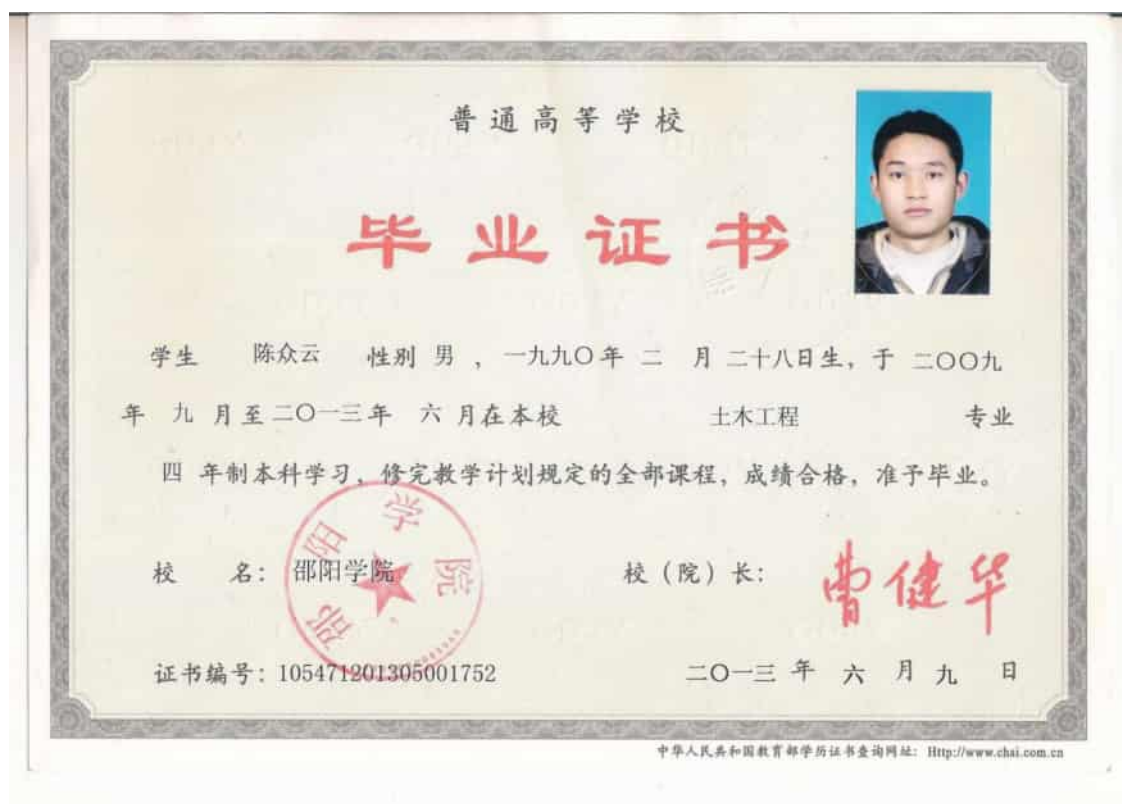 普通高等学校
毕业证书
学生 陈众云 性别 男 ，一九九〇年 二 月 二十八日生，于 二〇〇九
年 九 月至二〇一三年 六 月在本校 土木工程 专业
四 年制本科学习，修完教学计划规定的全部课程，成绩合格，准予毕业。
邵阳学院
校 名：邵阳学院 校（院）长：曹健华
证书编号：105471201305001752 二〇一三 年 六 月 九 日
中华人民共和国教育部学历证书查询网址：Http://www.chsi.com.cn